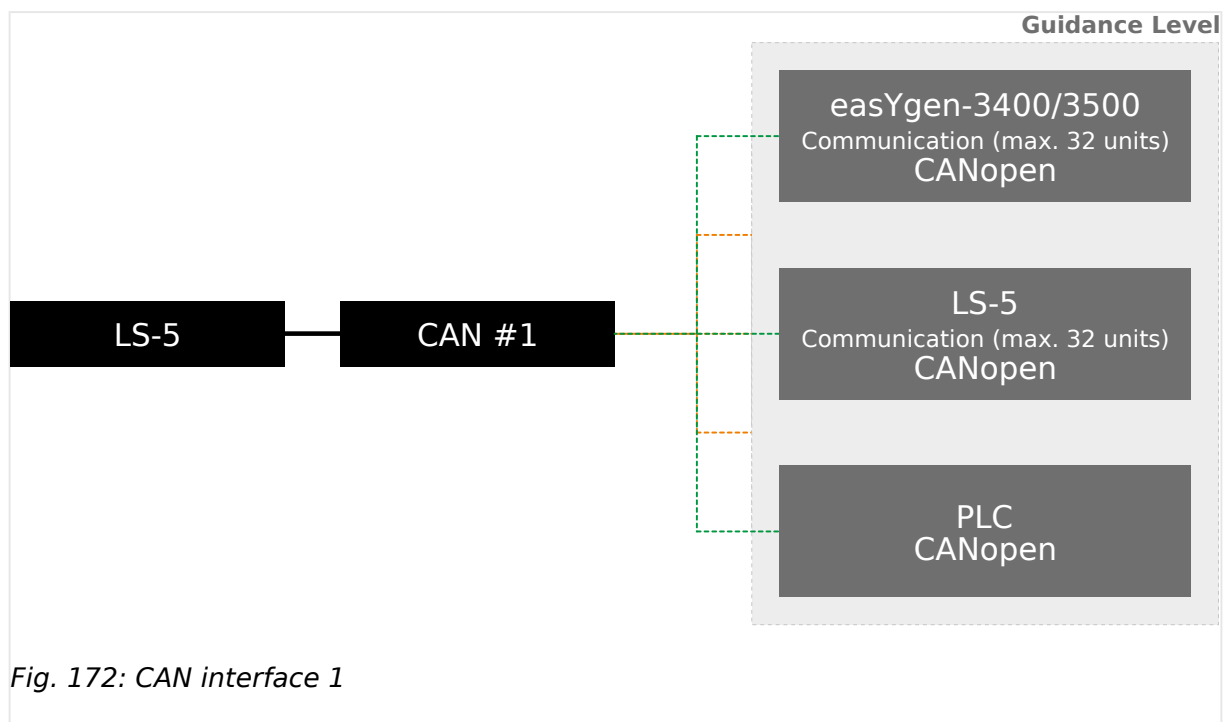 Guidance Level
easYgen-3400/3500
Communication (max. 32 units)
CANopen
LS-5
CAN #1
LS-5
Communication (max. 32 units)
CANopen
PLC
CANopen
Fig. 172: CAN interface 1